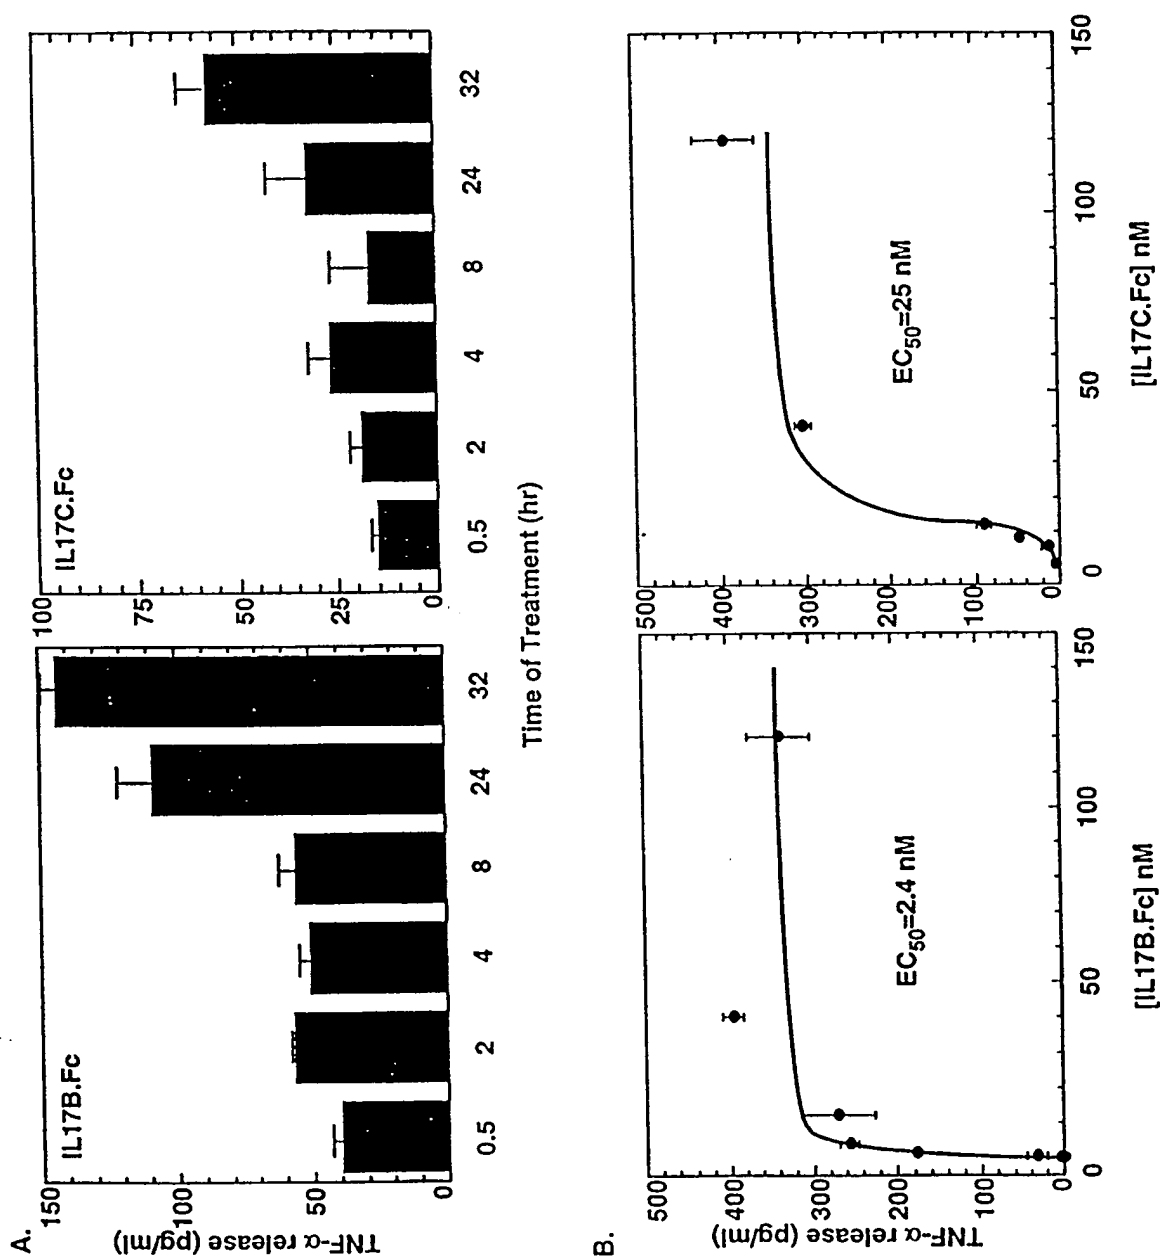 A.
TNF-α release (pg/ml)
150
100
50
0
IL17B.Fc
0.5 2 4 8 24 32
100
75
50
25
0
IL17C.Fc
0.5 2 4 8 24 32
Time of Treatment (hr)
B.
TNF-α release (pg/ml)
500
400
300
200
100
0
EC50=2.4 nM
0 50 100 150
[IL17B.Fc] nM
500
400
300
200
100
0
EC50=25 nM
0 50 100 150
[IL17C.Fc] nM